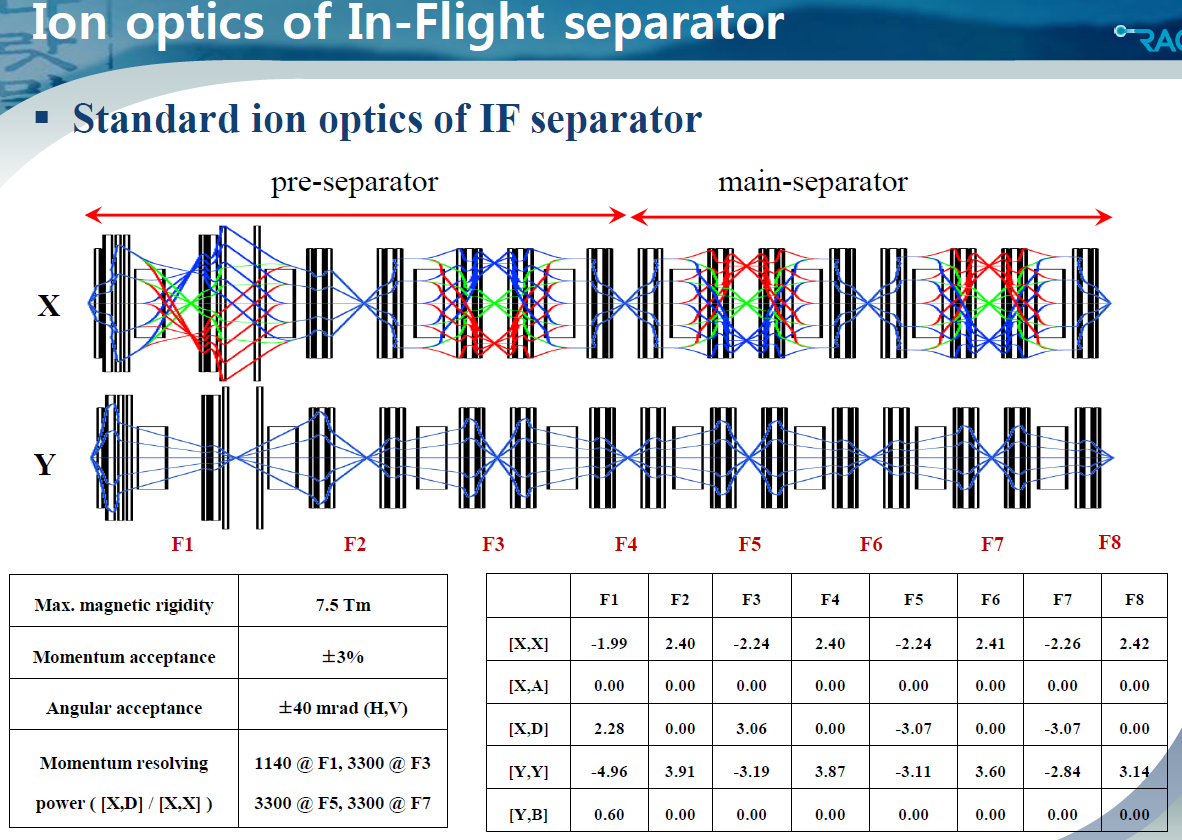 Ion optics of In-Flight separator
RAO
▪ Standard ion optics of IF separator
pre-separator main-separator
X
Y
F1 F2 F3 F4 F5 F6 F7 F8
Max. magnetic rigidity 7.5 Tm
Momentum acceptance ±3%
Angular acceptance ±40 mrad (H,V)
Momentum resolving 1140 @ F1, 3300 @ F3
power ( [X,D] / [X,X] ) 3300 @ F5, 3300 @ F7
F1 F2 F3 F4 F5 F6 F7 F8
[X,X] -1.99 2.40 -2.24 2.40 -2.24 2.41 -2.26 2.42
[X,A] 0.00 0.00 0.00 0.00 0.00 0.00 0.00 0.00
[X,D] 2.28 0.00 3.06 0.00 -3.07 0.00 -3.07 0.00
[Y,Y] -4.96 3.91 -3.19 3.87 -3.11 3.60 -2.84 3.14
[Y,B] 0.60 0.00 0.00 0.00 0.00 0.00 0.00 0.00